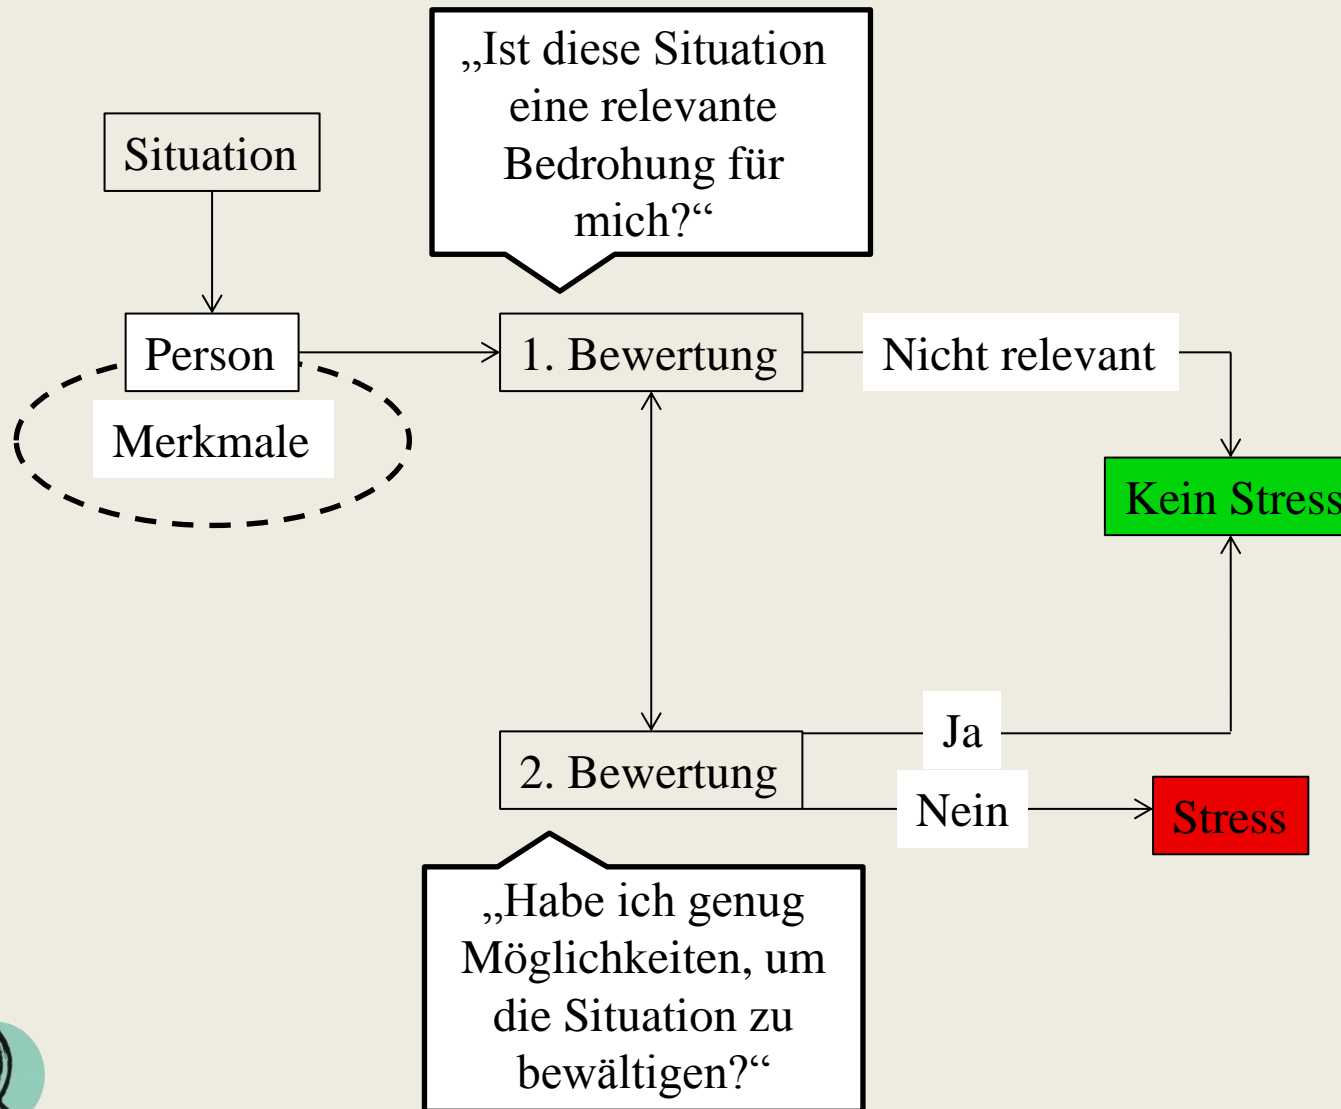 „Ist diese Situation
eine relevante
Bedrohung für
mich?“
Situation
Person
1. Bewertung
Nicht relevant
Merkmale
Kein Stress
Ja
2. Bewertung
Nein
Stress
„Habe ich genug
Möglichkeiten, um
die Situation zu
bewältigen?“